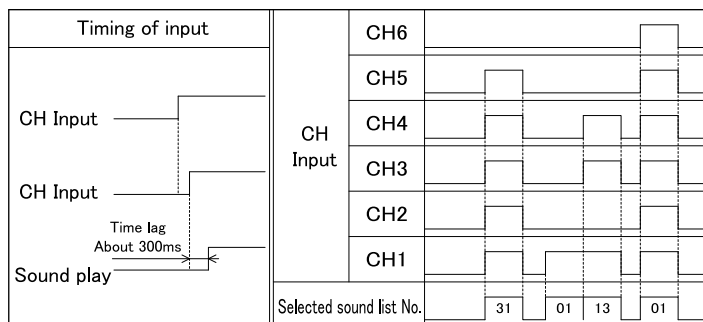 Timing of input
CH Input
CH Input
Time lag
About 300ms
Sound play
CH
Input
CH6
CH5
CH4
CH3
CH2
CH1
Selected sound list No.
31
01
13
01